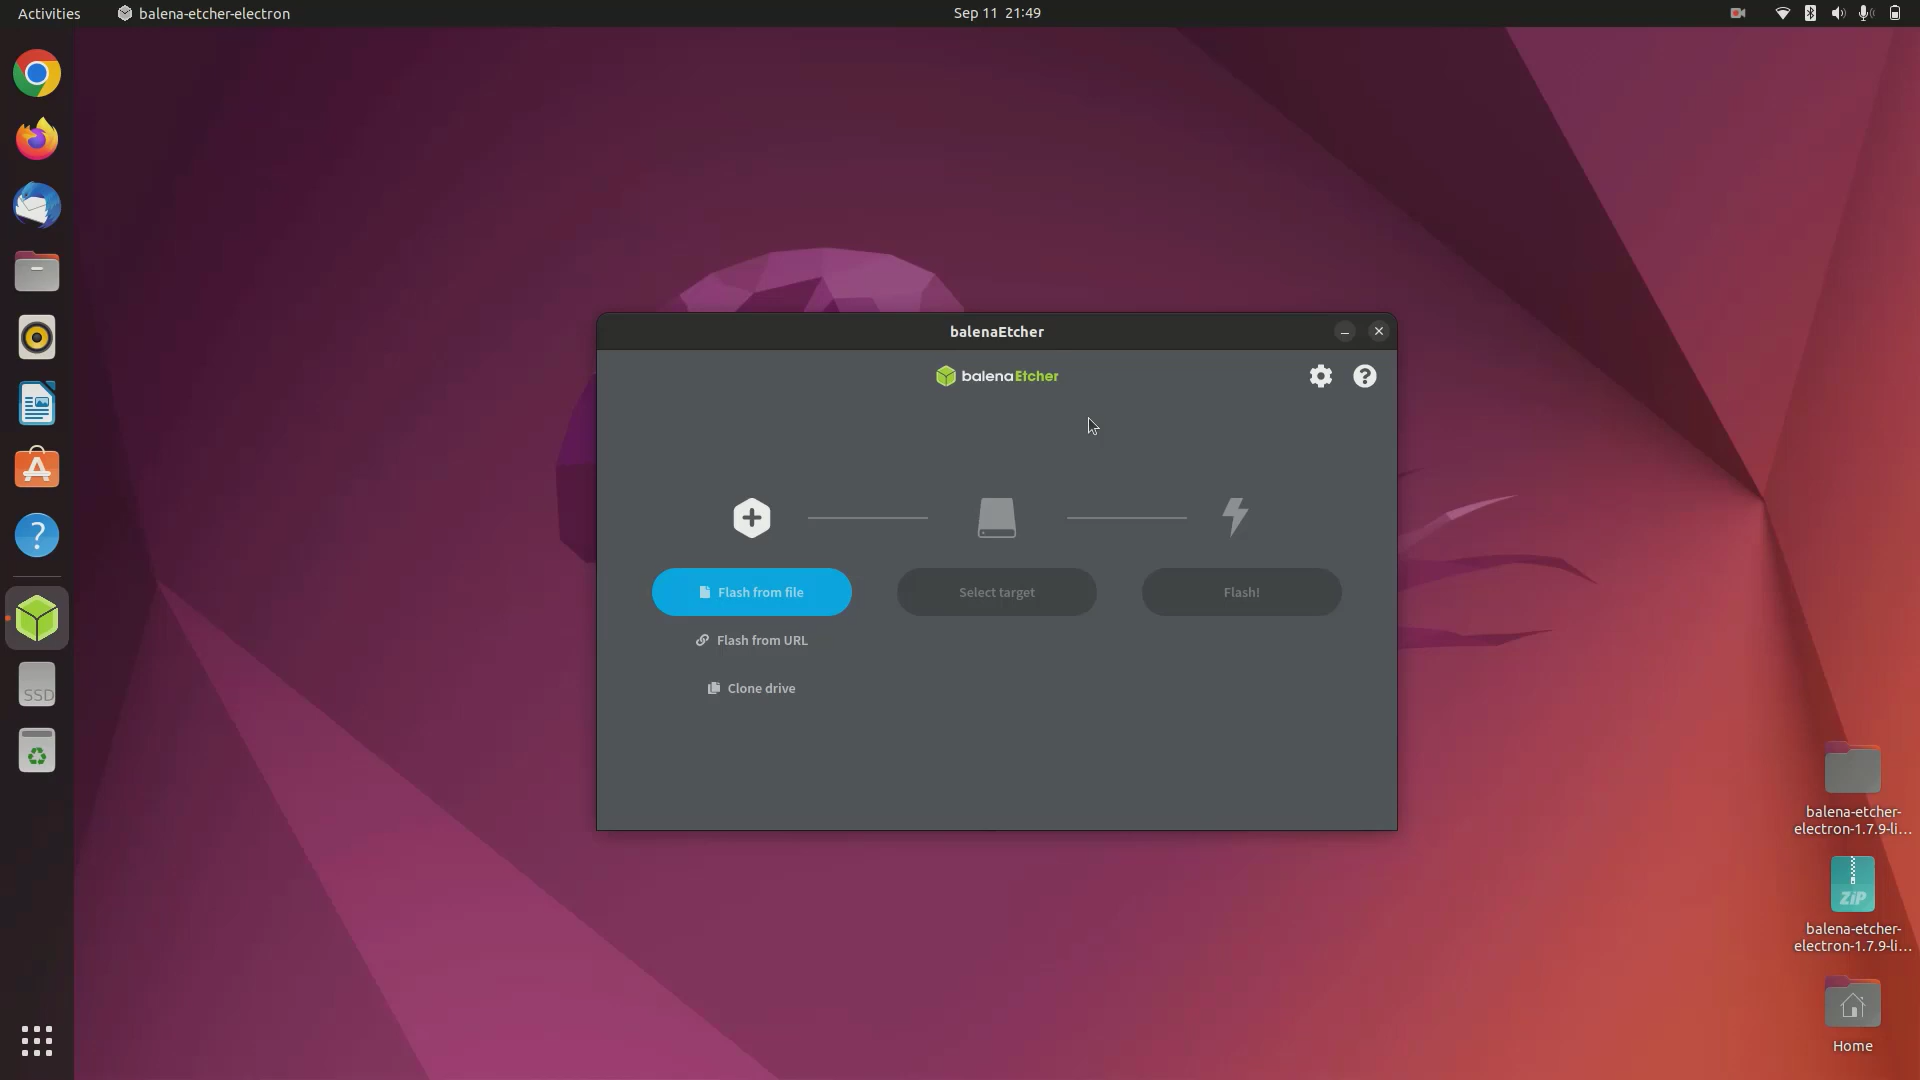 Activities
balena-etcher-electron
Sep 11 21:49
balenaEtcher
balenaEtcher
Flash from file
Select target
Flash!
Flash from URL
Clone drive
SSD
balena-etcher-
electron-1.7.9-li...
ZIP
balena-etcher-
electron-1.7.9-li...
Home